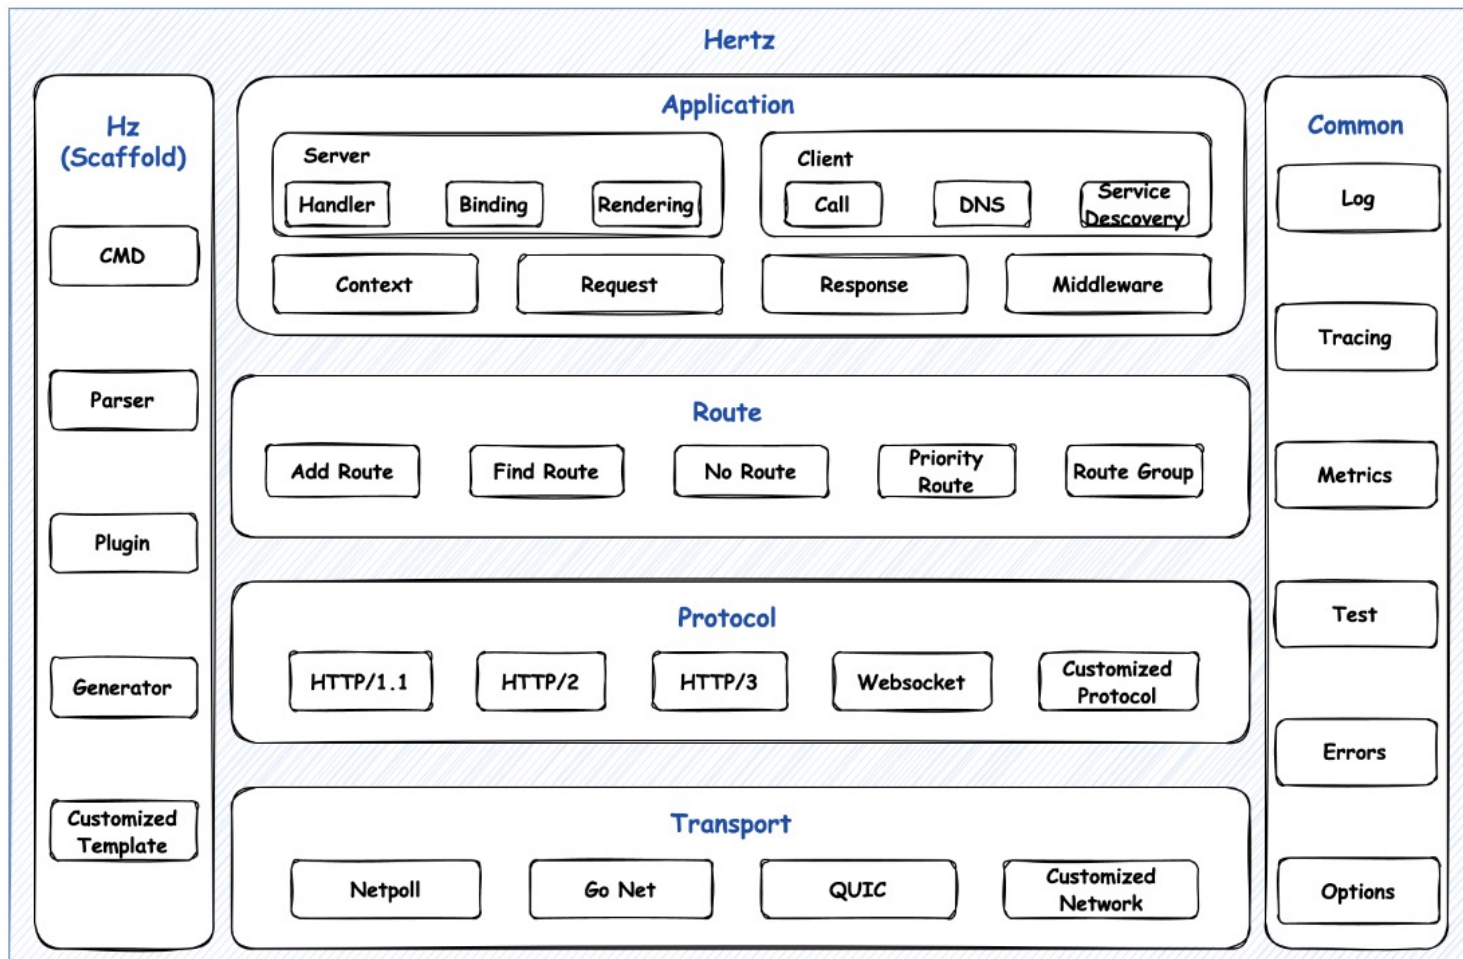 Hertz
Hz
(Scaffold)
CMD
Parser
Plugin
Generator
Customized
Template
Application
Server
Handler
Binding
Rendering
Client
Call
DNS
Service
Descovery
Context
Request
Response
Middleware
Route
Add Route
Find Route
No Route
Priority
Route
Route Group
Protocol
HTTP/1.1
HTTP/2
HTTP/3
Websocket
Customized
Protocol
Transport
Netpoll
Go Net
QUIC
Customized
Network
Common
Log
Tracing
Metrics
Test
Errors
Options